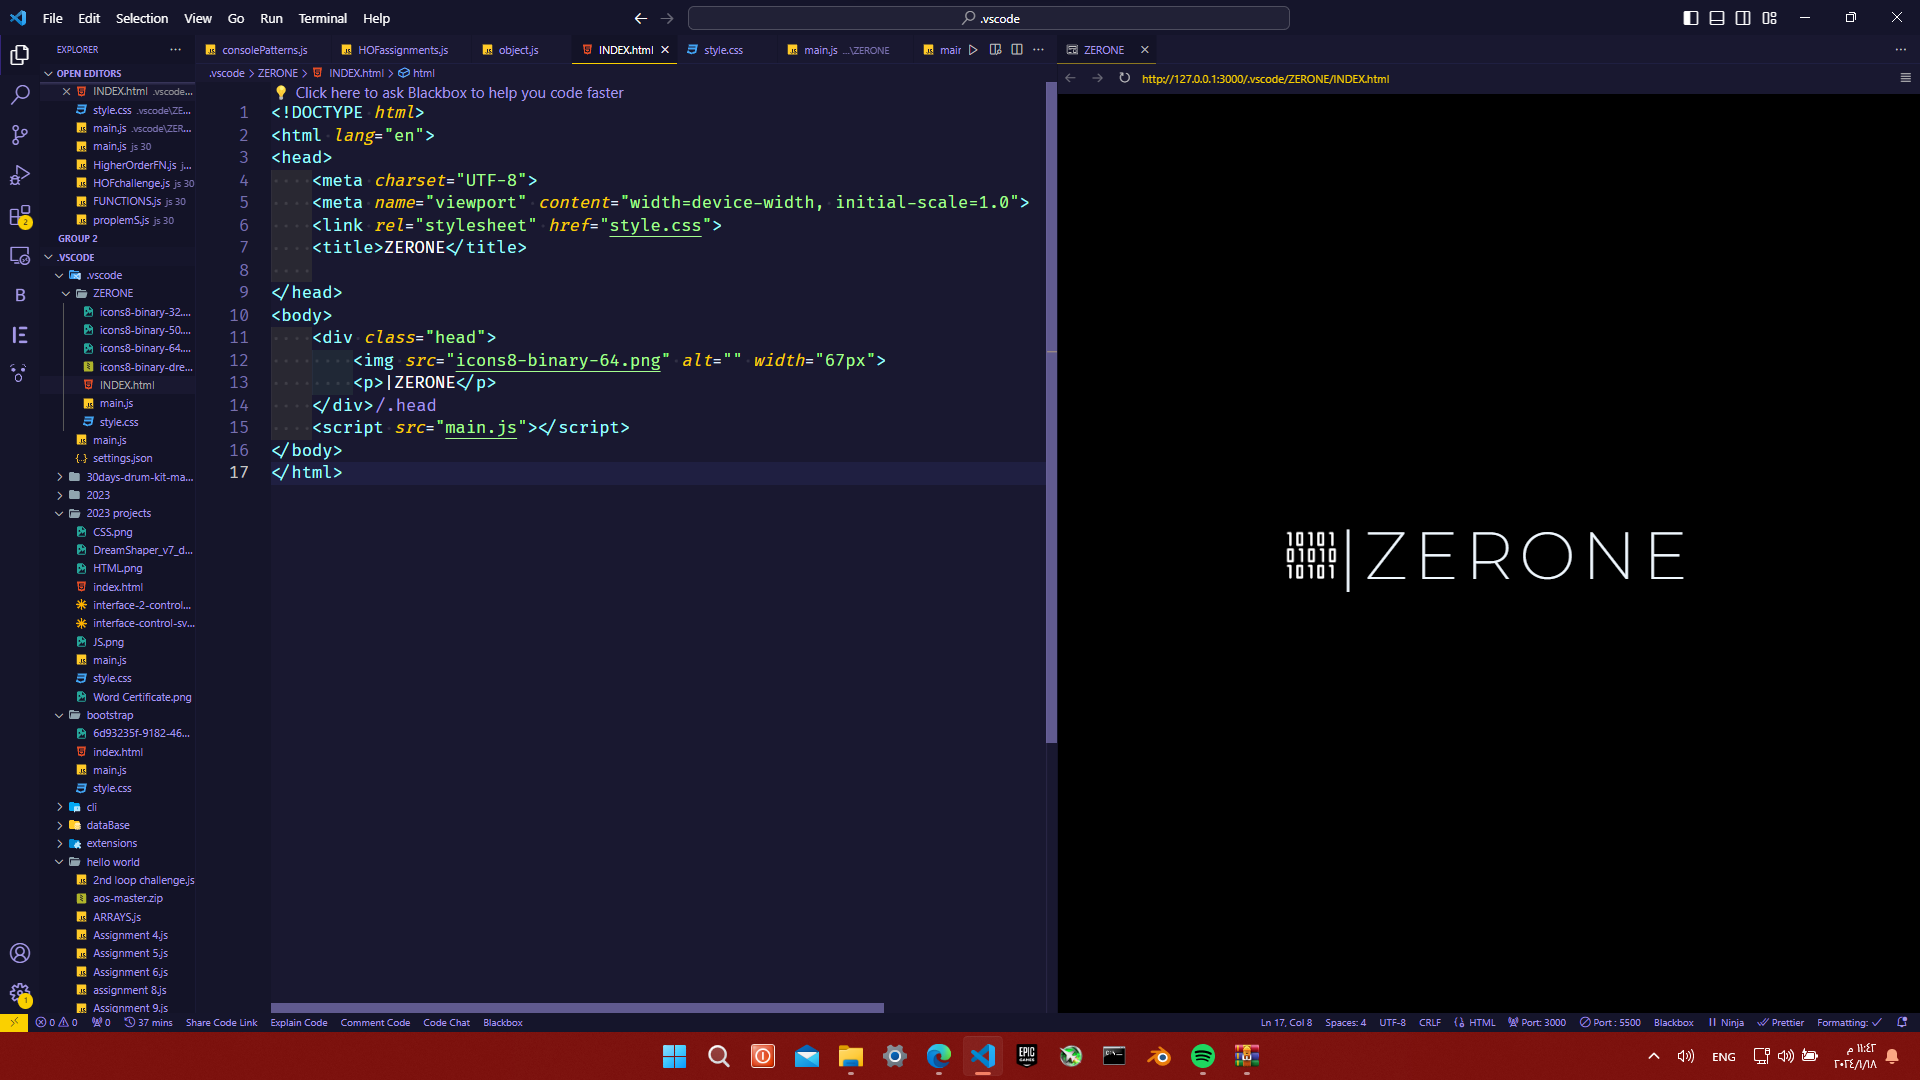 File Edit Selection View Go Run Terminal Help
.vscode
EXPLORER
OPEN EDITORS
INDEX.html .vscode...
style.css .vscode\ZE...
main.js .vscode\ZER...
main.js js 30
HigherOrderFN.js j...
HOFchallenge.js js 30
FUNCTIONS.js js 30
propiemS.js js 30
GROUP 2
.VSCODE
.vscode
ZERONE
icons8-binary-32....
icons8-binary-50....
icons8-binary-64....
icons8-binary-dre...
INDEX.html
main.js
style.css
main.js
settings.json
30days-drum-kit-ma...
2023
2023 projects
CSS.png
DreamShaper_v7_d...
HTML.png
index.html
interface-2-control...
interface-control-sv...
JS.png
main.js
style.css
Word Certificate.png
bootstrap
6d93235f-9182-46...
index.html
main.js
style.css
cli
dataBase
extensions
hello world
2nd loop challenge.js
aos-master.zip
ARRAYS.js
Assignment 4.js
Assignment 5.js
Assignment 6.js
assignment 8.js
Assignment 9.js
consolePatterns.js HOFassignments.js object.js INDEX.html style.css main.js ...\ZERONE mair
.vscode > ZERONE > INDEX.html > html
Click here to ask Blackbox to help you code faster
1 <!DOCTYPE html>
2 <html lang="en">
3 <head>
4 <meta charset="UTF-8">
5 <meta name="viewport" content="width=device-width, initial-scale=1.0">
6 <link rel="stylesheet" href="style.css">
7 <title>ZERONE</title>
8
9 </head>
10 <body>
11 <div class="head">
12 <img src="icons8-binary-64.png" alt="" width="67px">
13 <p>|ZERONE</p>
14 </div>/.head
15 <script src="main.js"></script>
16 </body>
17 </html>
ZERONE
http://127.0.0.1:3000/.vscode/ZERONE/INDEX.html
10101
01010
10101
|ZERONE
0 0 0 37 mins Share Code Link Explain Code Comment Code Code Chat Blackbox
Ln 17, Col 8 Spaces: 4 UTF-8 CRLF HTML Port: 3000 Port : 5500 Blackbox Ninja Prettier Formatting:
EPIC GAMES
ENG
١١:٤٢ م
٢٠٢٤/١/١٨